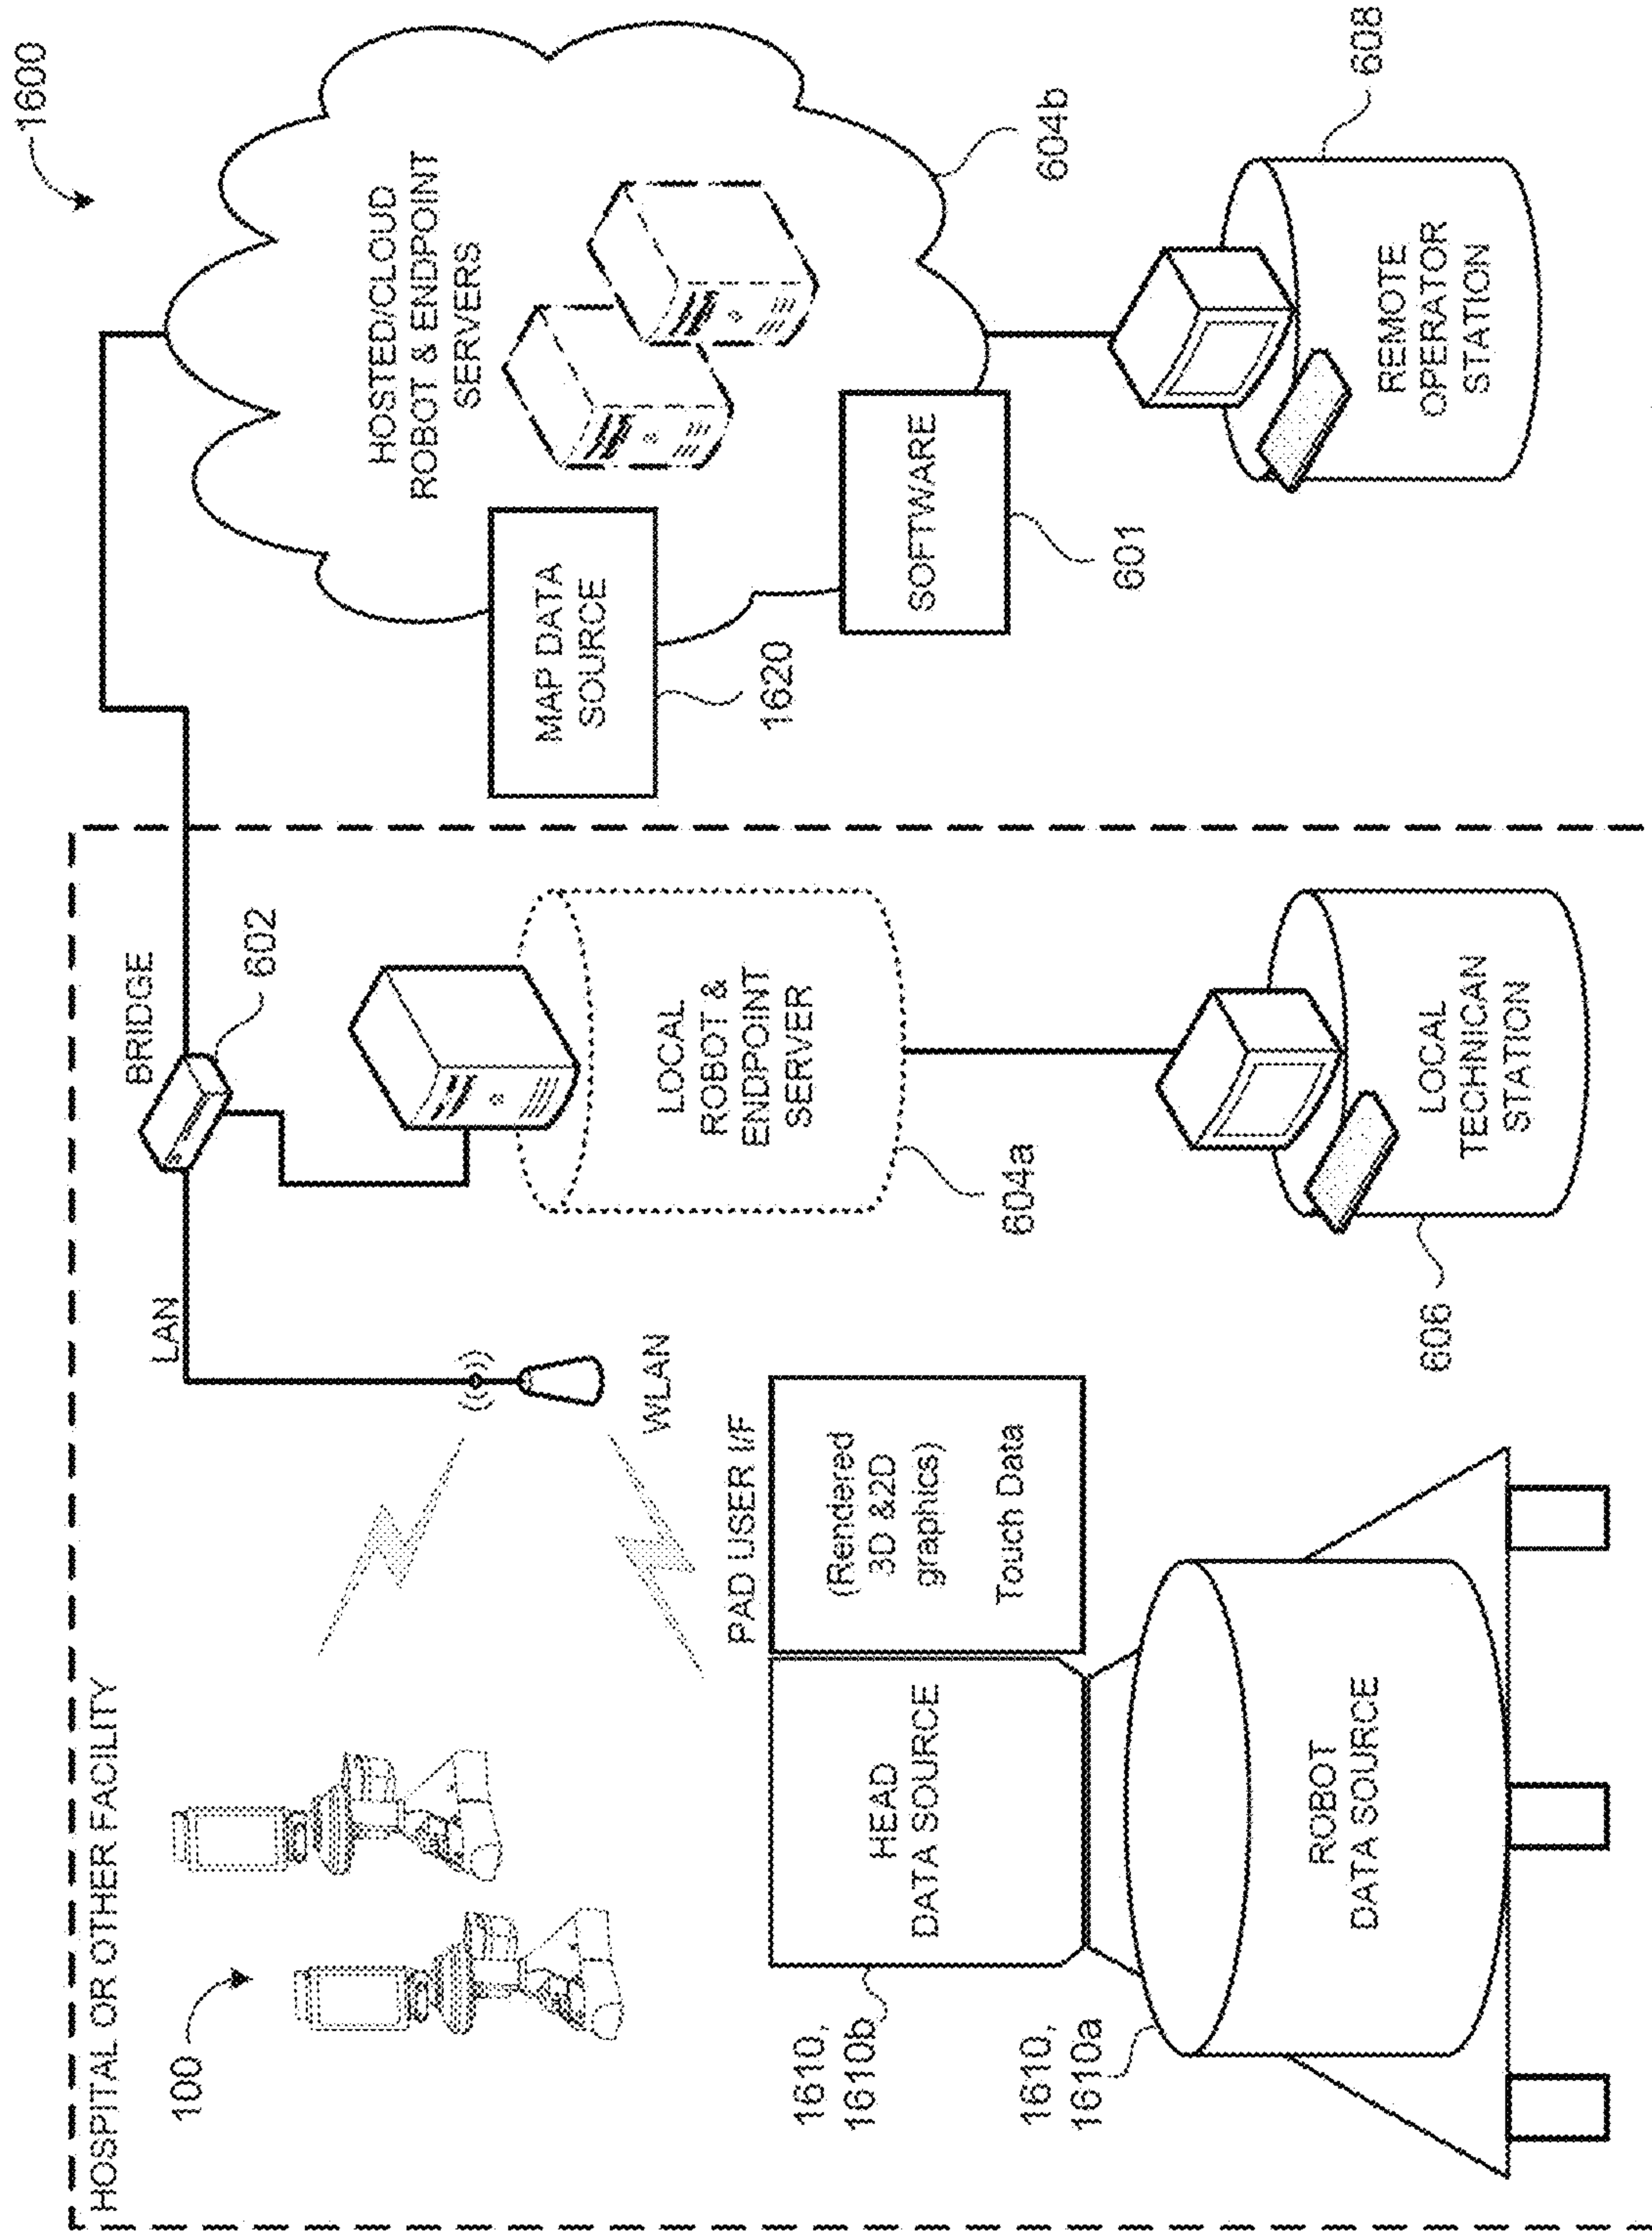 1600
HOSPITAL OR OTHER FACILITY
100
LAN
BRIDGE
602
WLAN
HOSTED/CLOUD
ROBOT & ENDPOINT
SERVERS
MAP DATA
SOURCE
1620
SOFTWARE
601
604b
LOCAL
ROBOT &
ENDPOINT
SERVER
604a
PAD USER I/F
(Rendered
3D &2D
graphics)
Touch Data
HEAD
DATA SOURCE
1610,
1610b
1610,
1610a
ROBOT
DATA SOURCE
606
LOCAL
TECHNICAN
STATION
REMOTE
OPERATOR
STATION
608